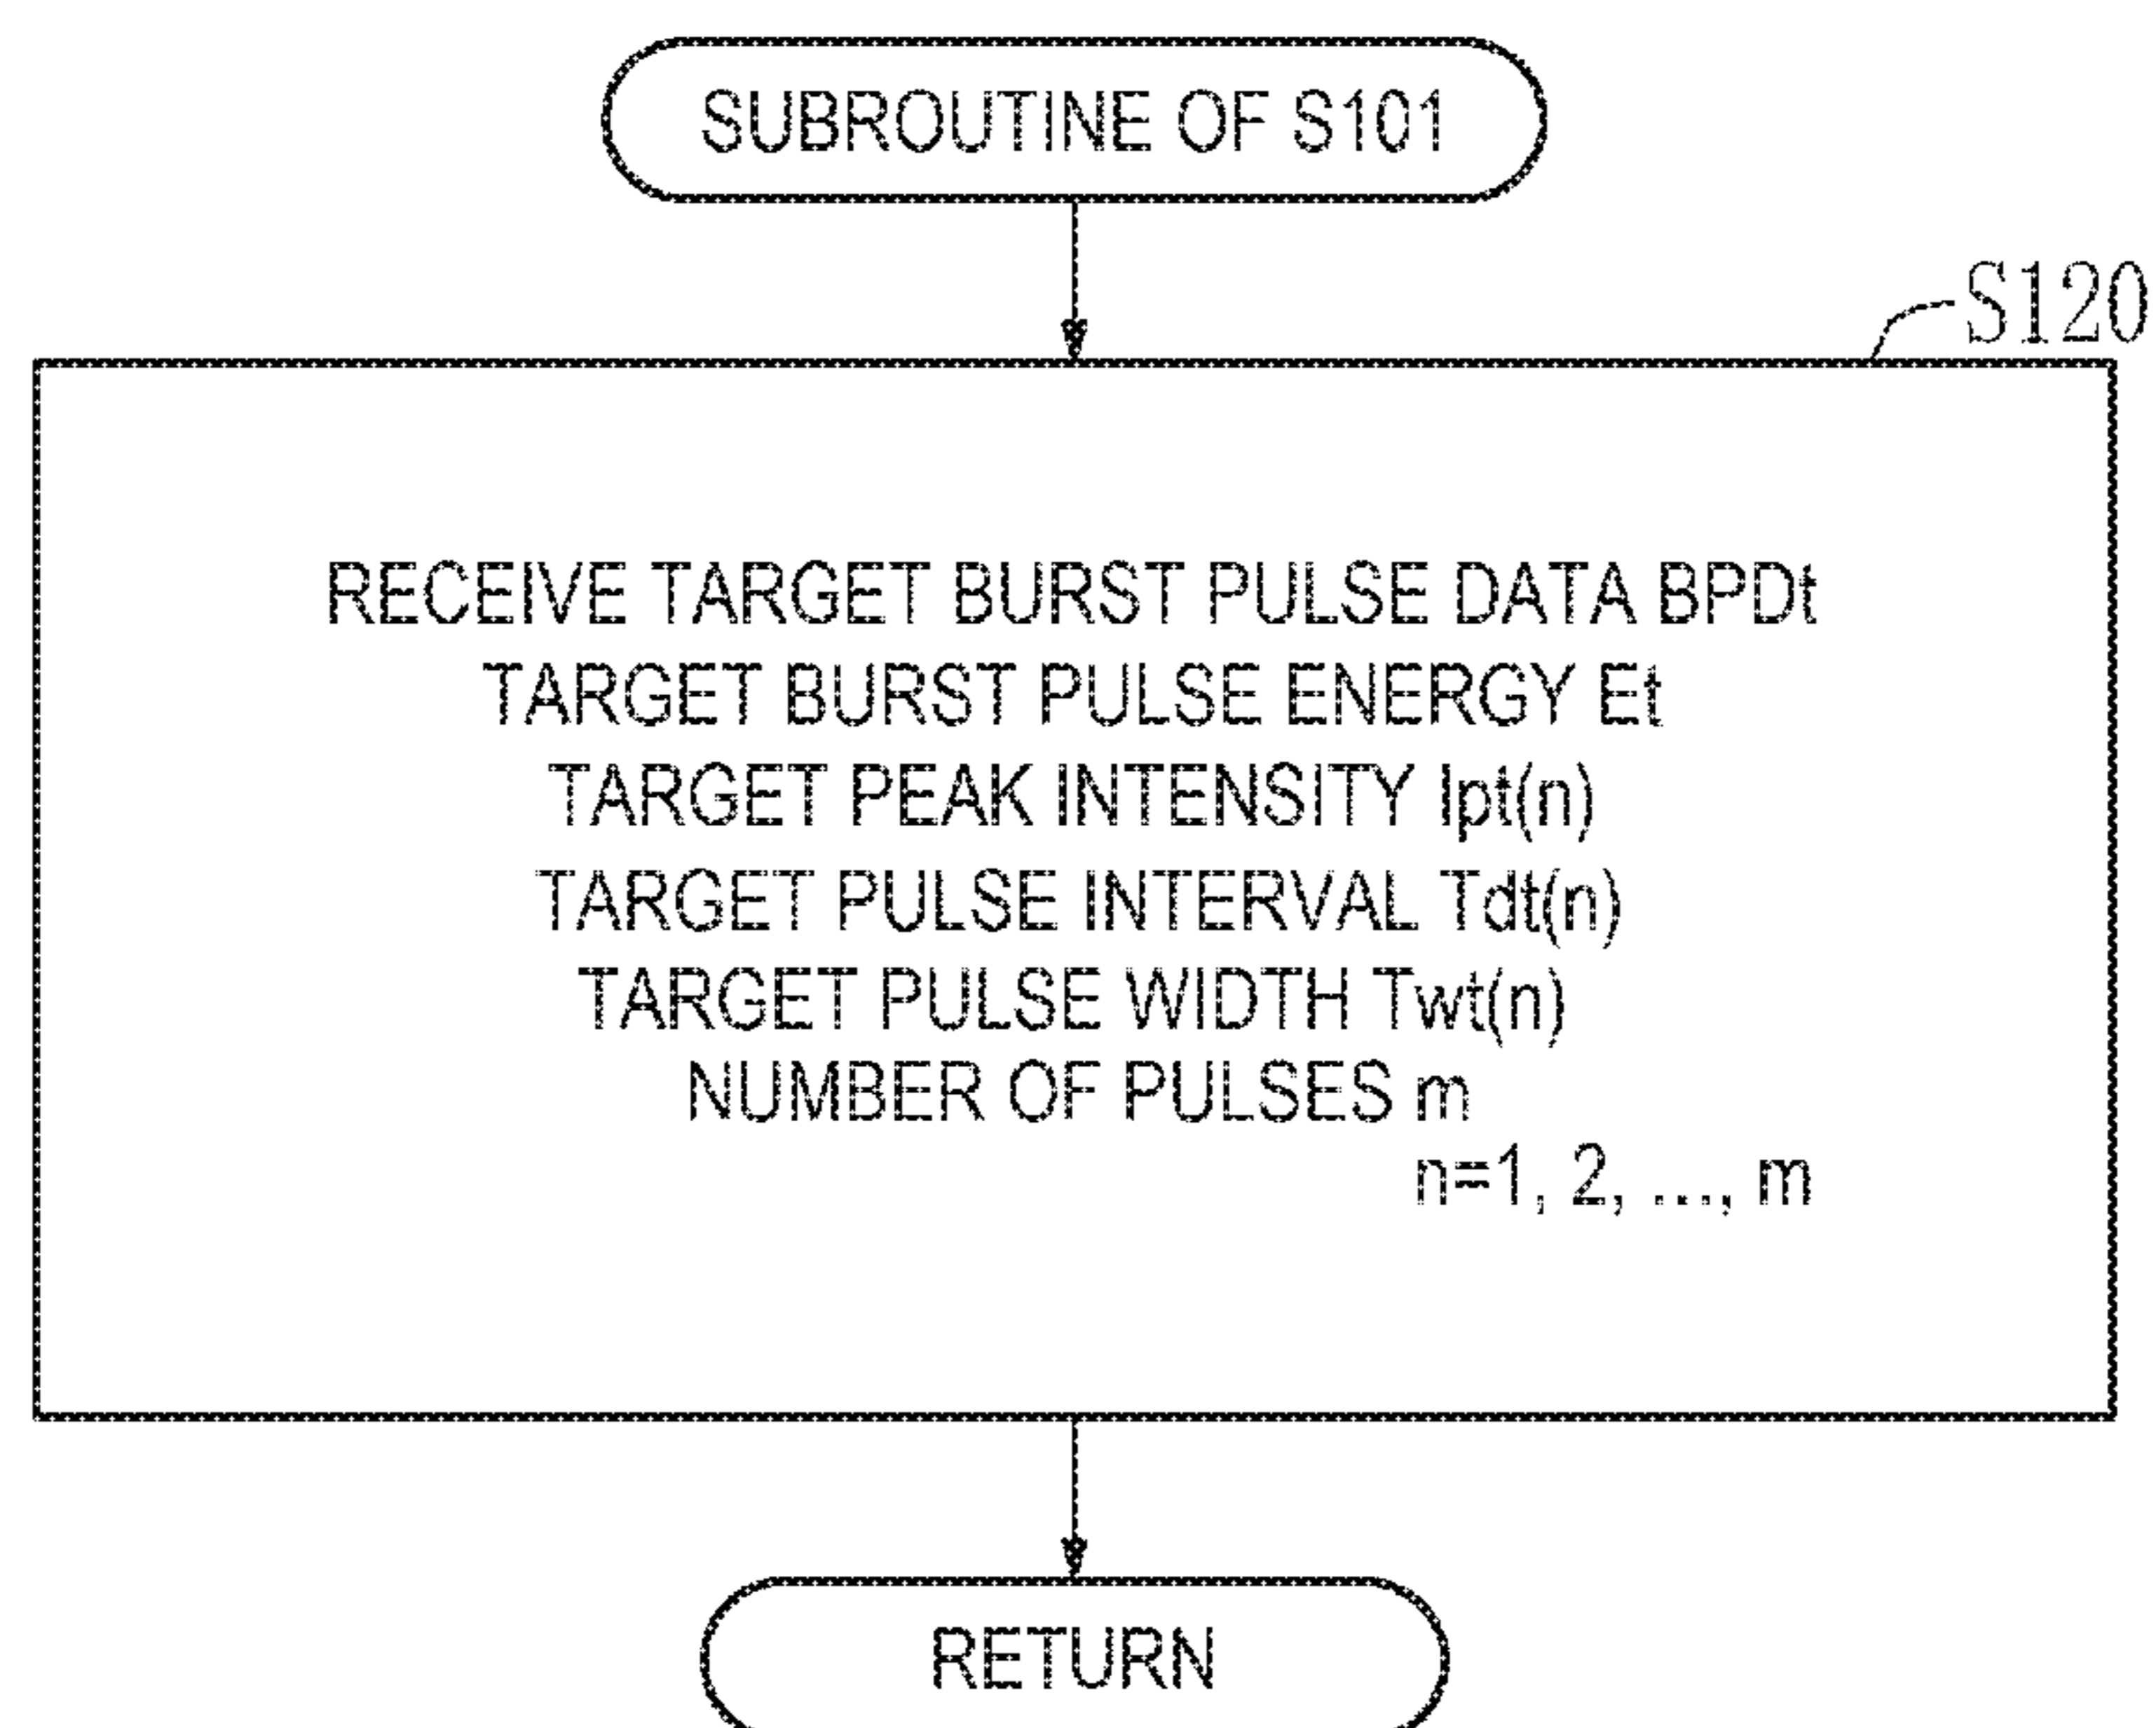 SUBROUTINE OF S101
S120
RECEIVE TARGET BURST PULSE DATA BPDt
TARGET BURST PULSE ENERGY Et
TARGET PEAK INTENSITY Ipt(n)
TARGET PULSE INTERVAL Tdt(n)
TARGET PULSE WIDTH Twt(n)
NUMBER OF PULSES m
n=1, 2, ..., m
RETURN